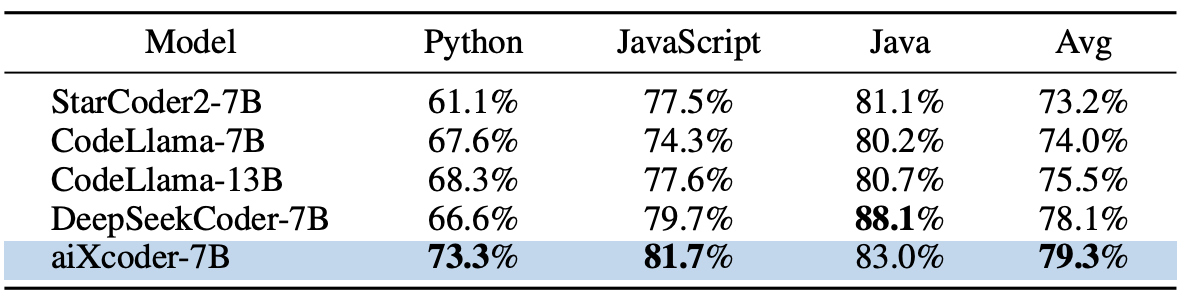 Model Python JavaScript Java Avg
StarCoder2-7B 61.1% 77.5% 81.1% 73.2%
CodeLlama-7B 67.6% 74.3% 80.2% 74.0%
CodeLlama-13B 68.3% 77.6% 80.7% 75.5%
DeepSeekCoder-7B 66.6% 79.7% 88.1% 78.1%
aiXcoder-7B 73.3% 81.7% 83.0% 79.3%